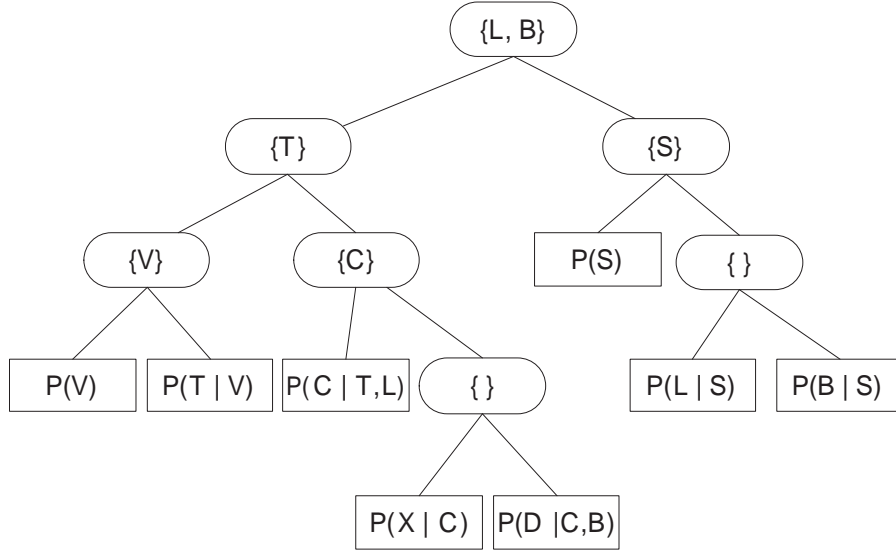 {L, B}
{T}
{S}
{V}
{C}
P(S)
{ }
P(V)
P(T | V)
P(C | T,L)
{ }
P(L | S)
P(B | S)
P(X | C)
P(D |C,B)